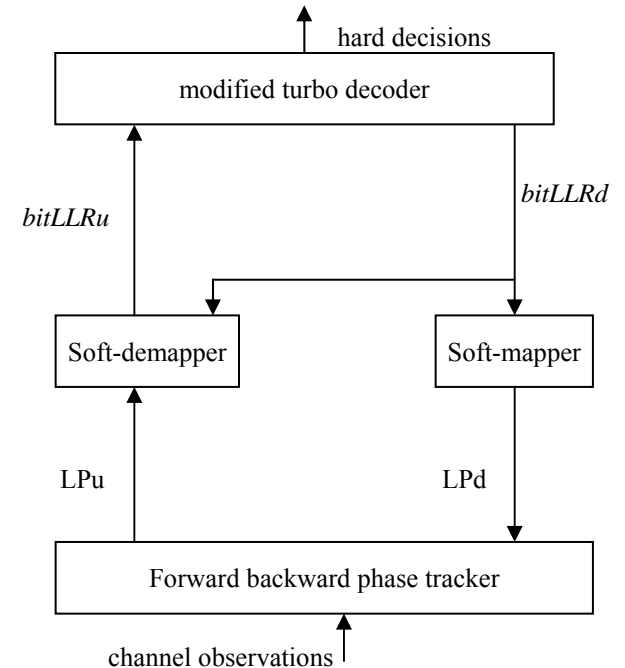 hard decisions
modified turbo decoder
bitLLRu
bitLLRd
Soft-demapper
Soft-mapper
LPu
LPd
Forward backward phase tracker
channel observations